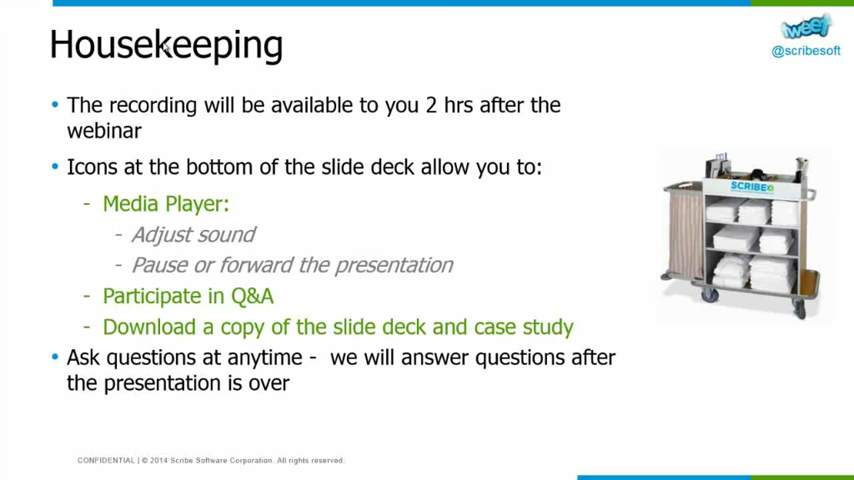 Housekeeping
tweet
@scribesoft
• The recording will be available to you 2 hrs after the
webinar
• Icons at the bottom of the slide deck allow you to:
- Media Player:
- Adjust sound
- Pause or forward the presentation
- Participate in Q&A
- Download a copy of the slide deck and case study
• Ask questions at anytime - we will answer questions after
the presentation is over
SCRIBE
CONFIDENTIAL | © 2014 Scribe Software Corporation. All rights reserved.